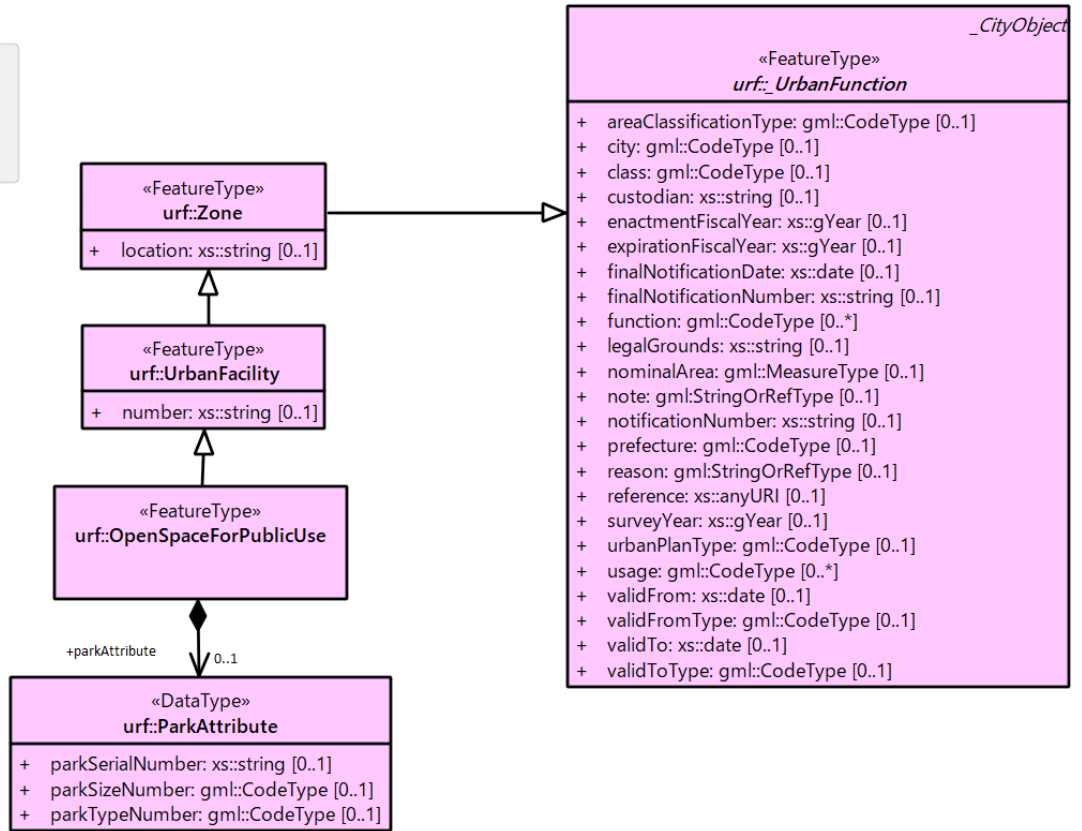 _CityObject
«FeatureType»
urf::_UrbanFunction
+ areaClassificationType: gml::CodeType [0..1]
+ city: gml::CodeType [0..1]
+ class: gml::CodeType [0..1]
+ custodian: xs::string [0..1]
+ enactmentFiscalYear: xs::gYear [0..1]
+ expirationFiscalYear: xs::gYear [0..1]
+ finalNotificationDate: xs::date [0..1]
+ finalNotificationNumber: xs::string [0..1]
+ function: gml::CodeType [0..*]
+ legalGrounds: xs::string [0..1]
+ nominalArea: gml::MeasureType [0..1]
+ note: gml:StringOrRefType [0..1]
+ notificationNumber: xs::string [0..1]
+ prefecture: gml::CodeType [0..1]
+ reason: gml:StringOrRefType [0..1]
+ reference: xs::anyURI [0..1]
+ surveyYear: xs::gYear [0..1]
+ urbanPlanType: gml::CodeType [0..1]
+ usage: gml::CodeType [0..*]
+ validFrom: xs::date [0..1]
+ validFromType: gml::CodeType [0..1]
+ validTo: xs::date [0..1]
+ validToType: gml::CodeType [0..1]
«FeatureType»
urf::Zone
+ location: xs::string [0..1]
«FeatureType»
urf::UrbanFacility
+ number: xs::string [0..1]
«FeatureType»
urf::OpenSpaceForPublicUse
+parkAttribute
0..1
«DataType»
urf::ParkAttribute
+ parkSerialNumber: xs::string [0..1]
+ parkSizeNumber: gml::CodeType [0..1]
+ parkTypeNumber: gml::CodeType [0..1]